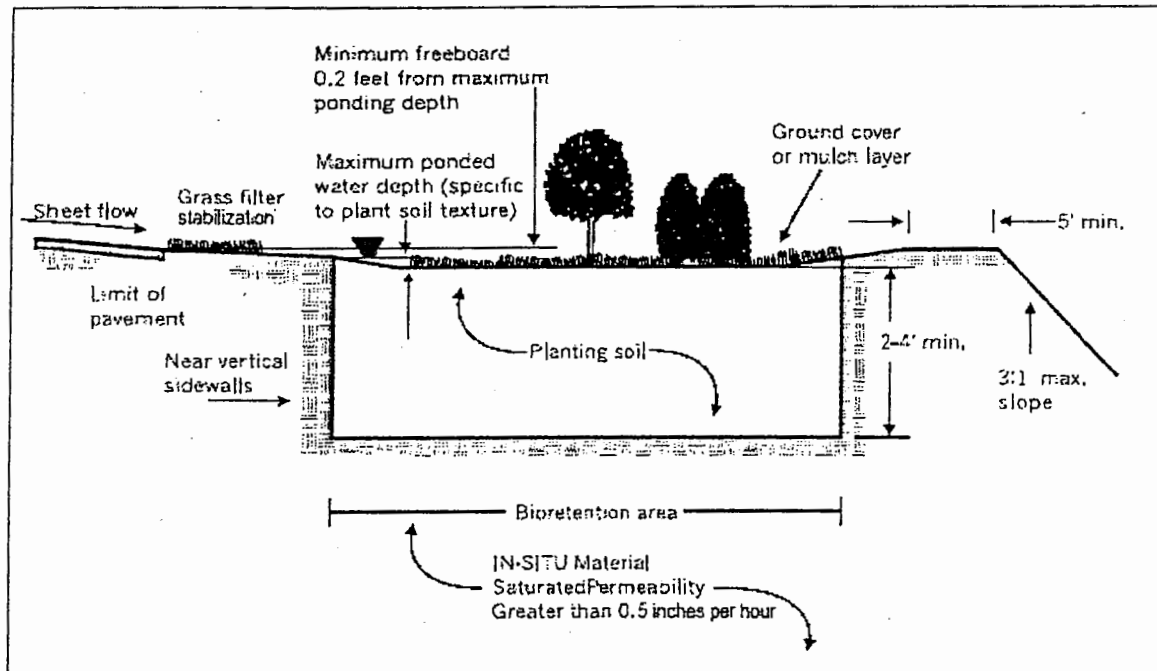 Minimum freeboard
0.2 feet from maximum
ponding depth
Maximum ponded
water depth (specific
to plant soil texture)
Ground cover
or mulch layer
Grass filter
stabilization
Sheet flow
5' min.
Limit of
pavement
Near vertical
sidewalls
Planting soil
2-4' min.
3:1 max.
slope
Bioretention area
IN-SITU Material
Saturated Permeability
Greater than 0.5 inches per hour